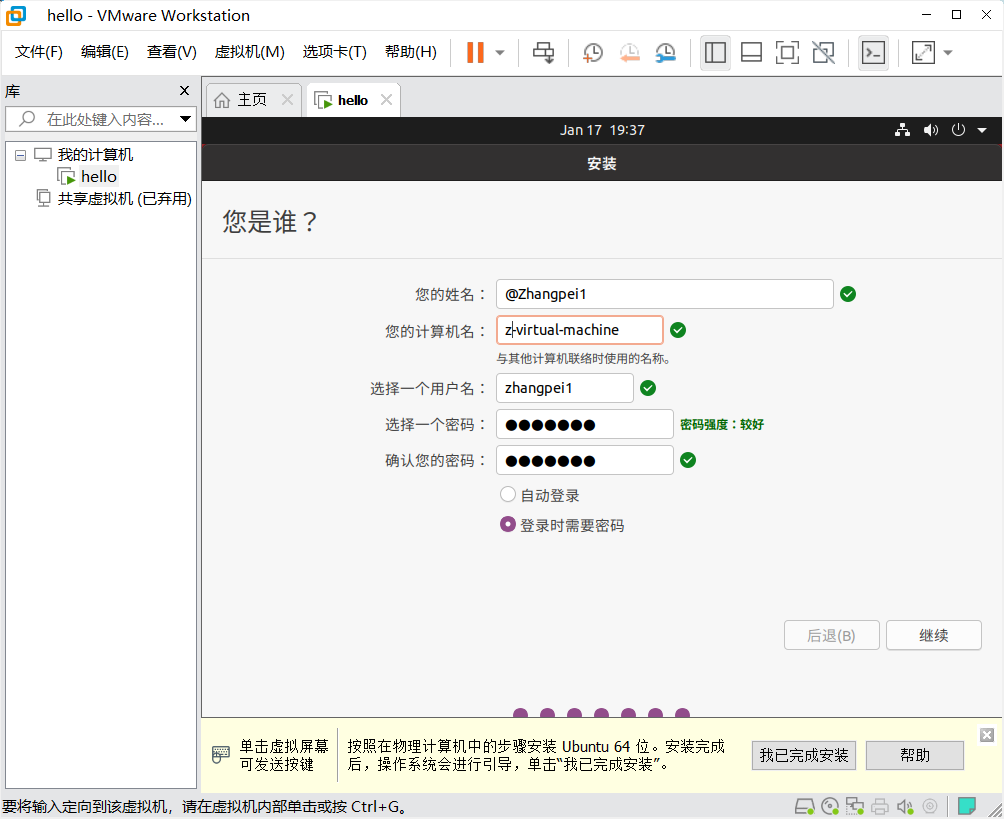 hello - VMware Workstation
文件(F) 编辑(E) 查看(V) 虚拟机(M) 选项卡(T) 帮助(H)
库
在此处键入内容...
我的计算机
hello
共享虚拟机 (已弃用)
主页 hello
Jan 17 19:37
安装
您是谁？
您的姓名： @Zhangpei1
您的计算机名： z-virtual-machine
与其他计算机联络时使用的名称。
选择一个用户名： zhangpei1
选择一个密码： ●●●●●●● 密码强度：较好
确认您的密码： ●●●●●●●
自动登录
登录时需要密码
后退(B) 继续
单击虚拟屏幕
可发送按键
按照在物理计算机中的步骤安装 Ubuntu 64 位。安装完成
后，操作系统会进行引导，单击“我已完成安装”。
我已完成安装 帮助
要将输入定向到该虚拟机，请在虚拟机内部单击或按 Ctrl+G。